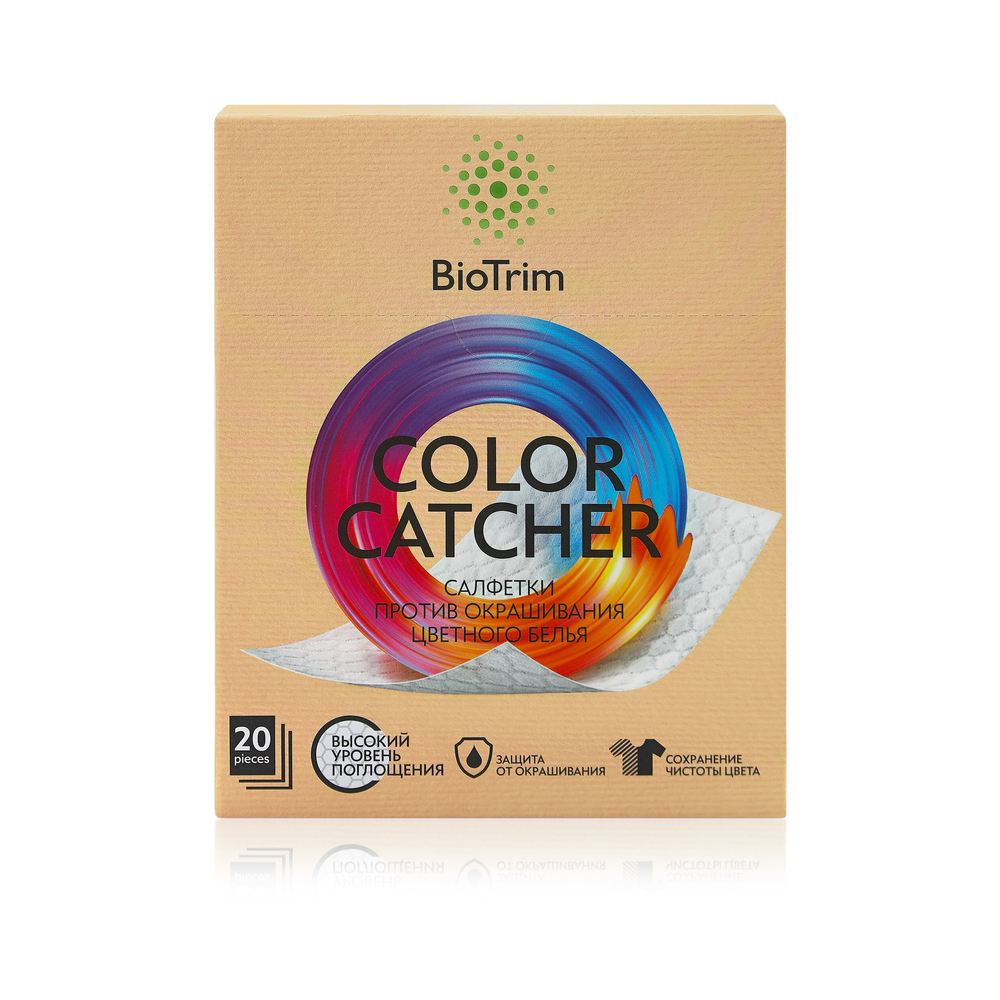 BioTrim
COLOR
CATCHER
САЛФЕТКИ
ПРОТИВ ОКРАШИВАНИЯ
ЦВЕТНОГО БЕЛЬЯ
20
pieces
ВЫСОКИЙ
УРОВЕНЬ
ПОГЛОЩЕНИЯ
ЗАЩИТА
ОТ ОКРАШИВАНИЯ
СОХРАНЕНИЕ
ЧИСТОТЫ ЦВЕТА